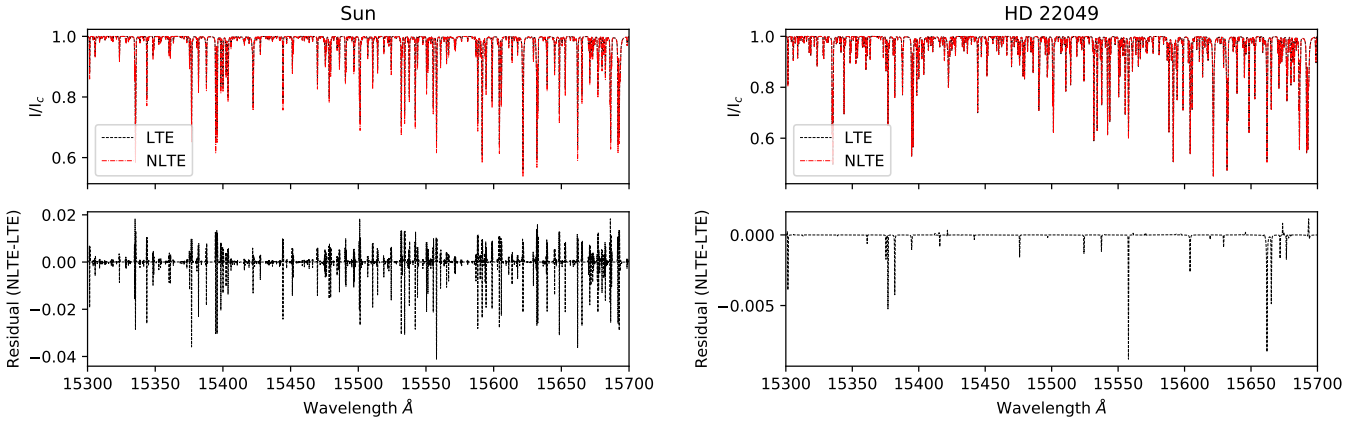 Sun
I/I_c
1.0
0.8
0.6
LTE
NLTE
Residual (NLTE-LTE)
0.02
0.00
−0.02
−0.04
15300 15350 15400 15450 15500 15550 15600 15650 15700
Wavelength Å
HD 22049
I/I_c
1.0
0.8
0.6
LTE
NLTE
Residual (NLTE-LTE)
0.000
−0.005
15300 15350 15400 15450 15500 15550 15600 15650 15700
Wavelength Å